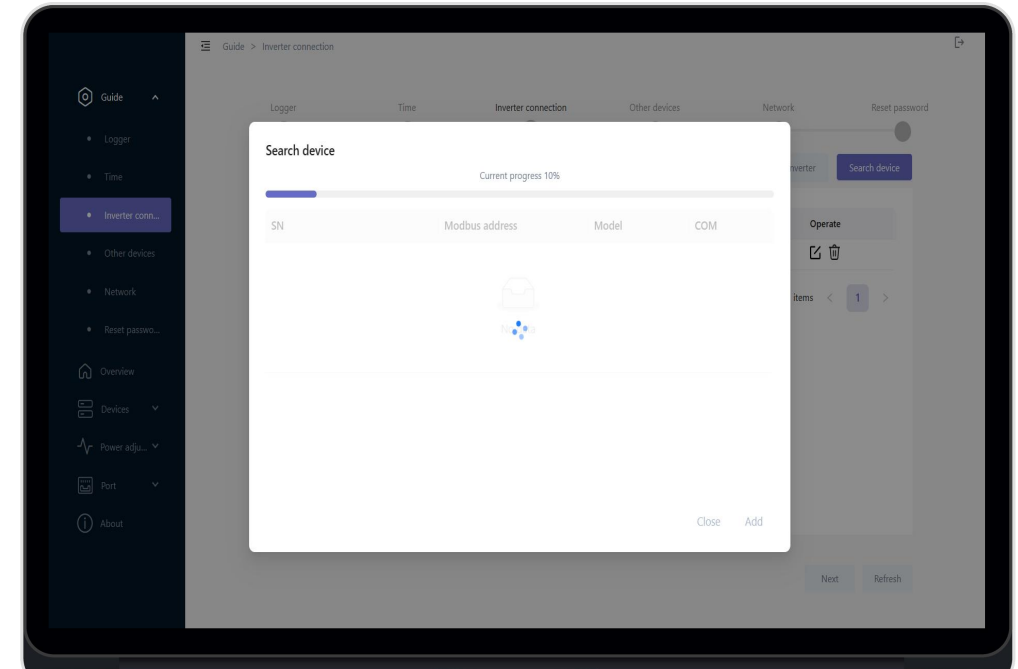 Guide > Inverter connection
Guide
Logger
Time
Inverter conn...
Other devices
Network
Reset passwo...
Overview
Devices
Power adju...
Port
About
Logger Time Inverter connection Other devices Network Reset password
Search device
Operate
items < 1 >
Next Refresh
Search device
Current progress 10%
SN Modbus address Model COM
Close Add